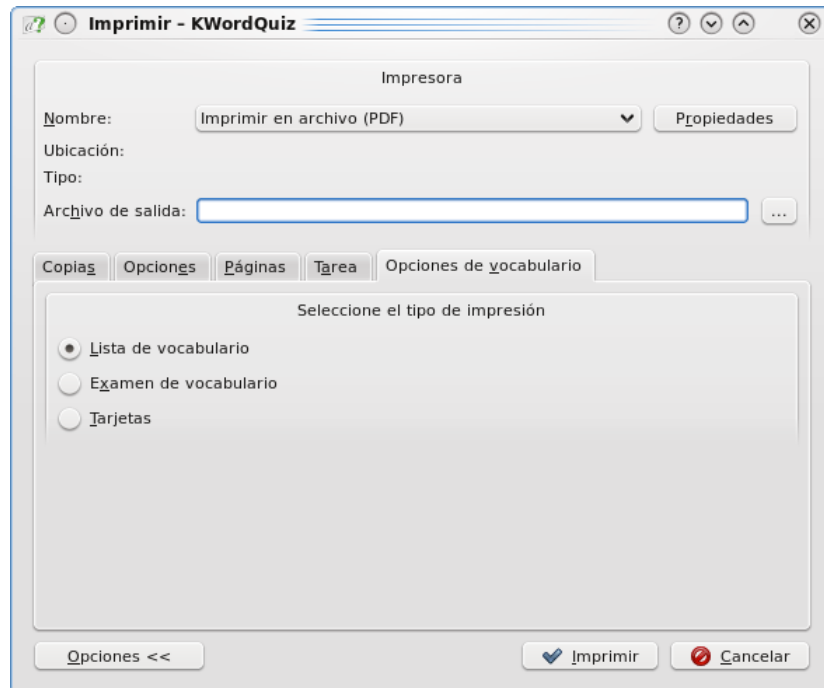 Imprimir – KWordQuiz
Impresora
Nombre: Imprimir en archivo (PDF) Propiedades
Ubicación:
Tipo:
Archivo de salida: ...
Copias Opciones Páginas Tarea Opciones de vocabulario
Seleccione el tipo de impresión
Lista de vocabulario
Examen de vocabulario
Tarjetas
Opciones << Imprimir Cancelar